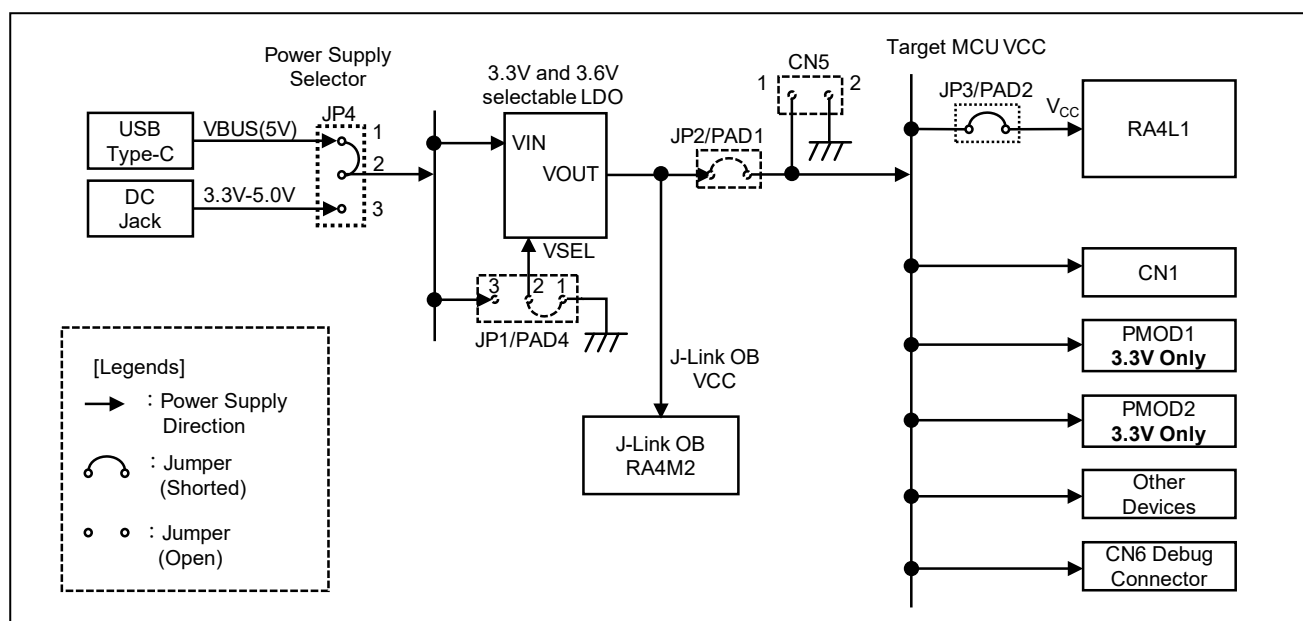 Power Supply
Selector
JP4
USB
Type-C
VBUS(5V)
1
2
3
DC
Jack
3.3V-5.0V
3.3V and 3.6V
selectable LDO
VIN
VOUT
VSEL
3 2 1
JP1/PAD4
JP2/PAD1
CN5
1 2
J-Link OB
VCC
J-Link OB
RA4M2
Target MCU VCC
JP3/PAD2
VCC
RA4L1
CN1
PMOD1
3.3V Only
PMOD2
3.3V Only
Other
Devices
CN6 Debug
Connector
[Legends]
: Power Supply
Direction
: Jumper
(Shorted)
: Jumper
(Open)